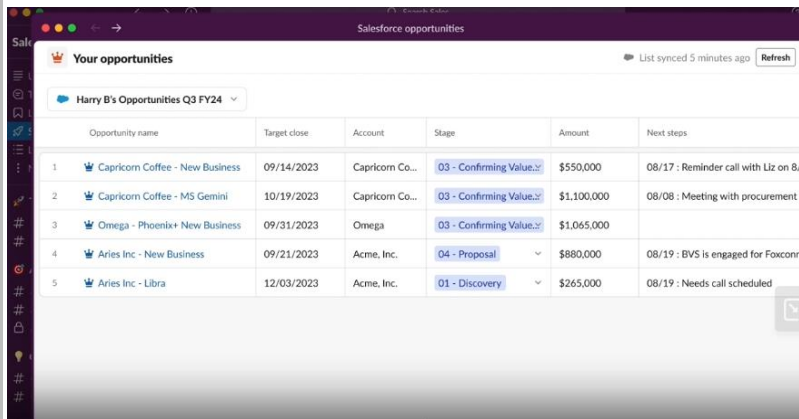 Search Sales
Sale
Salesforce opportunities
Your opportunities
List synced 5 minutes ago
Refresh
Harry B's Opportunities Q3 FY24
Opportunity name Target close Account Stage Amount Next steps
1 Capricorn Coffee - New Business 09/14/2023 Capricorn Co... 03 - Confirming Value... $550,000 08/17 : Reminder call with Liz on 8/
2 Capricorn Coffee - MS Gemini 10/19/2023 Capricorn Co... 03 - Confirming Value... $1,100,000 08/08 : Meeting with procurement
3 Omega - Phoenix+ New Business 09/31/2023 Omega 03 - Confirming Value... $1,065,000
4 Aries Inc - New Business 09/21/2023 Acme, Inc. 04 - Proposal $880,000 08/19 : BVS is engaged for Foxconn
5 Aries Inc - Libra 12/03/2023 Acme, Inc. 01 - Discovery $265,000 08/19 : Needs call scheduled